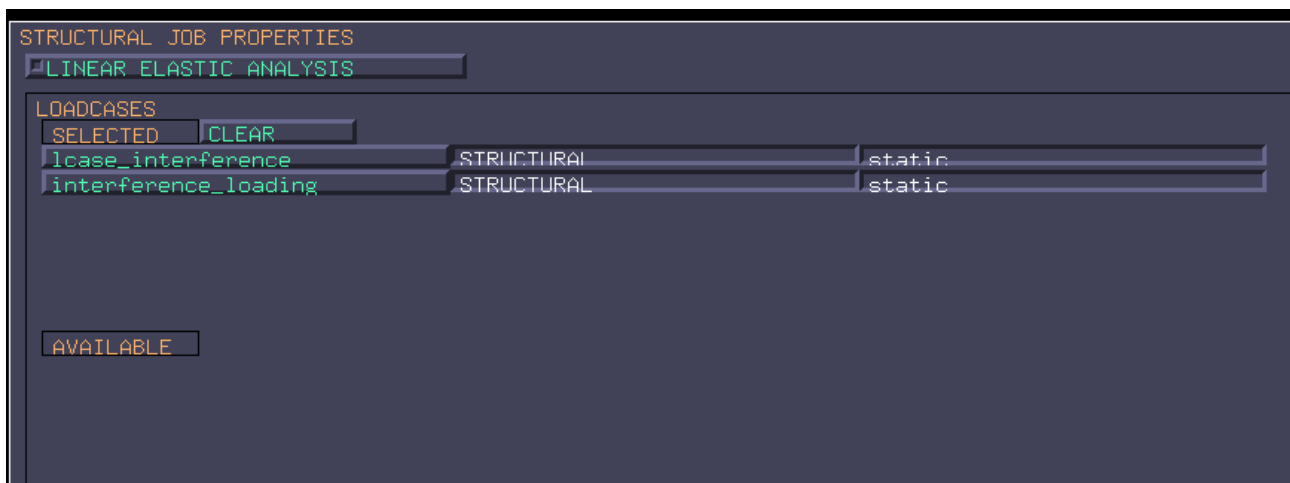 STRUCTURAL JOB PROPERTIES
LINEAR ELASTIC ANALYSIS
LOADCASES
SELECTED CLEAR
lcase_interference STRUCTURAL static
interference_loading STRUCTURAL static
AVAILABLE